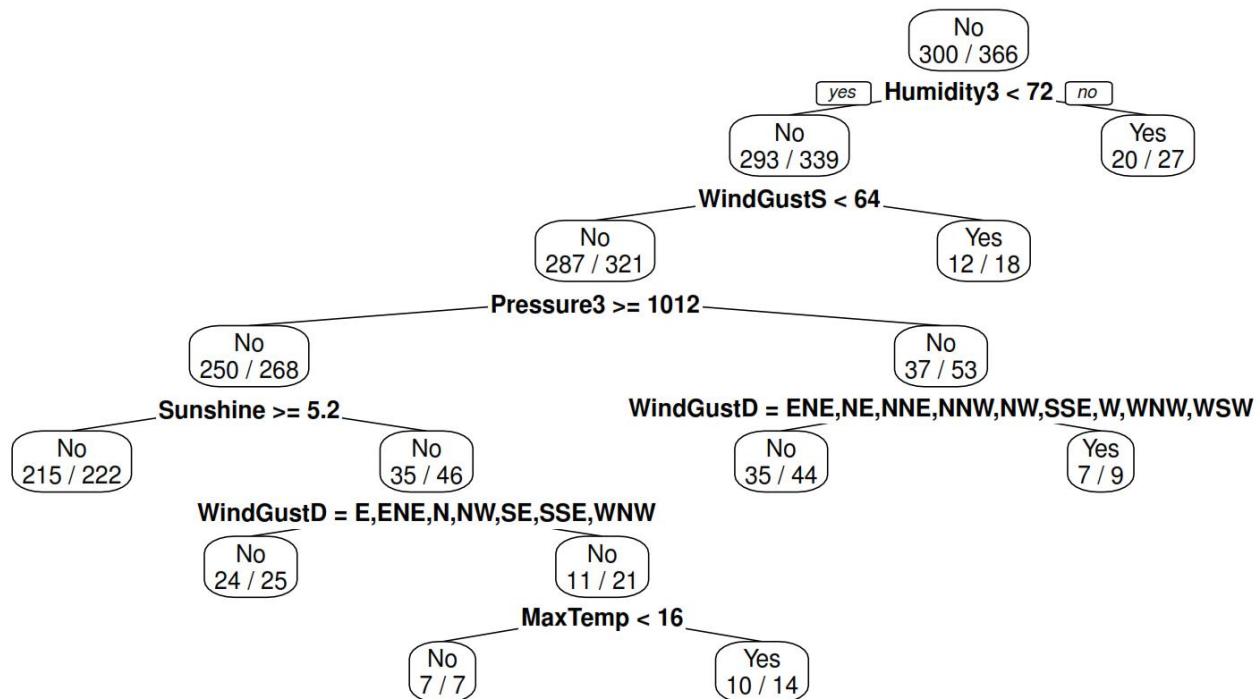 No
300 / 366
yes
Humidity3 < 72
no
No
293 / 339
Yes
20 / 27
WindGustS < 64
No
287 / 321
Yes
12 / 18
Pressure3 >= 1012
No
250 / 268
No
37 / 53
Sunshine >= 5.2
WindGustD = ENE,NE,NNE,NNW,NW,SSE,W,WNW,WSW
No
215 / 222
No
35 / 46
No
35 / 44
Yes
7 / 9
WindGustD = E,ENE,N,NW,SE,SSE,WNW
No
24 / 25
No
11 / 21
MaxTemp < 16
No
7 / 7
Yes
10 / 14